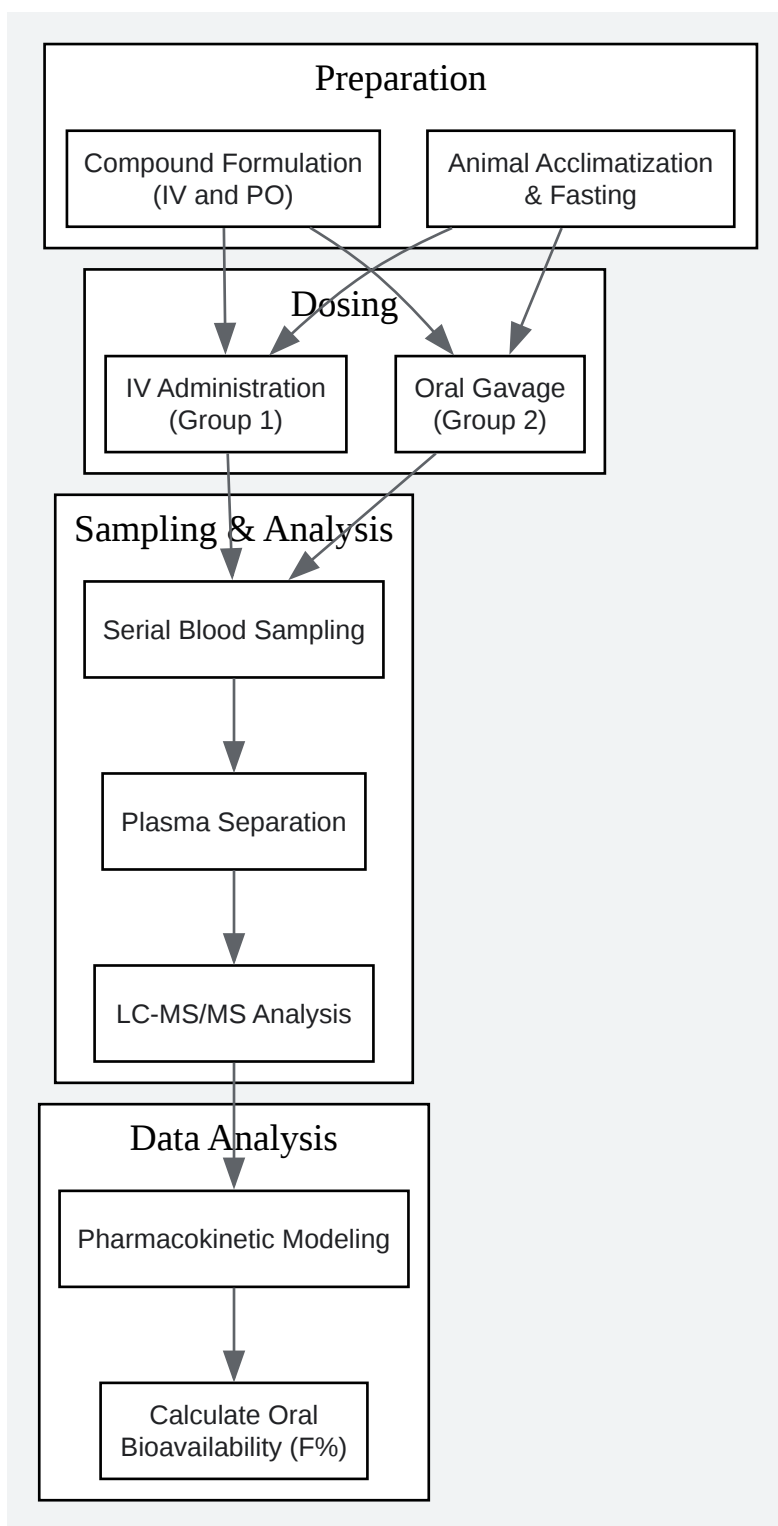 Preparation
Compound Formulation
(IV and PO)
Animal Acclimatization
& Fasting
Dosing
IV Administration
(Group 1)
Oral Gavage
(Group 2)
Sampling & Analysis
Serial Blood Sampling
Plasma Separation
LC-MS/MS Analysis
Data Analysis
Pharmacokinetic Modeling
Calculate Oral
Bioavailability (F%)